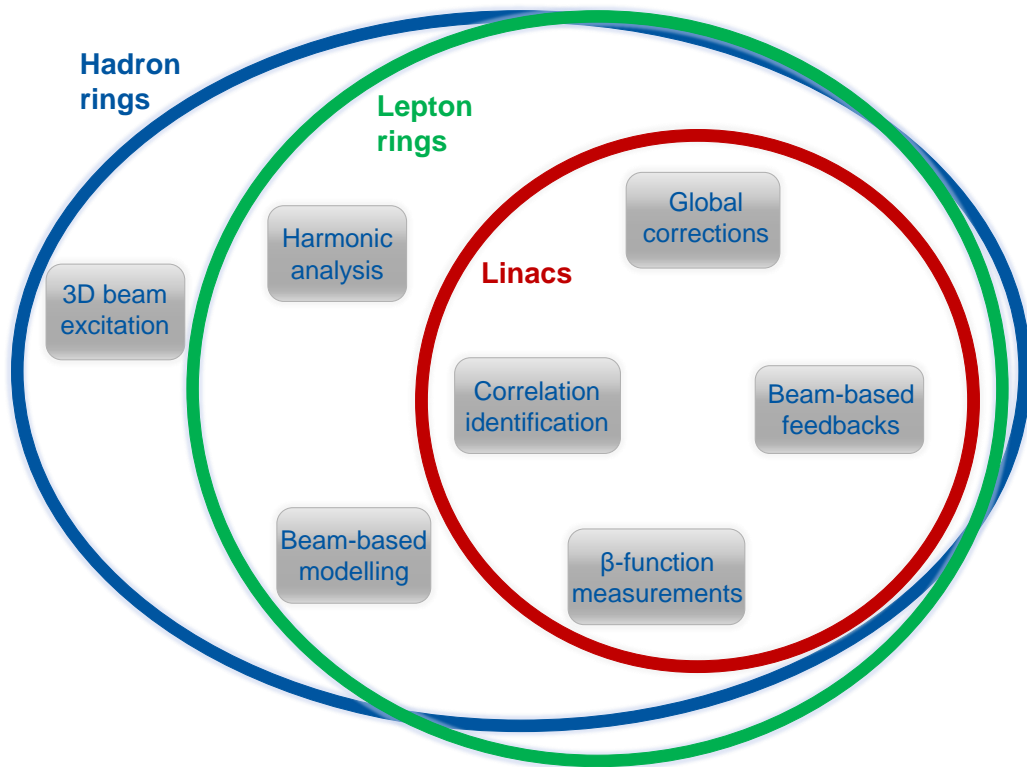 Hadron
rings
Lepton
rings
Global
corrections
Harmonic
analysis
Linacs
3D beam
excitation
Correlation
identification
Beam-based
feedbacks
Beam-based
modelling
β-function
measurements